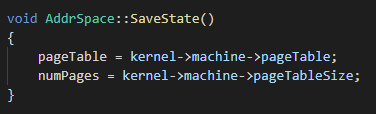 void AddrSpace::SaveState()
{
    pageTable = kernel->machine->pageTable;
    numPages = kernel->machine->pageTableSize;
}